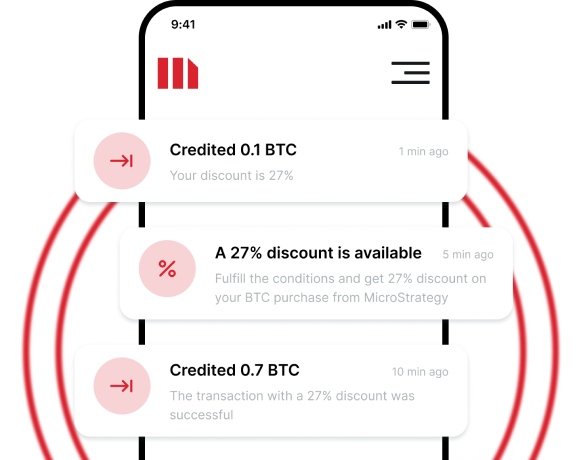 9:41
Credited 0.1 BTC
1 min ago
Your discount is 27%
A 27% discount is available
5 min ago
Fulfill the conditions and get 27% discount on
your BTC purchase from MicroStrategy
Credited 0.7 BTC
10 min ago
The transaction with a 27% discount was
successful